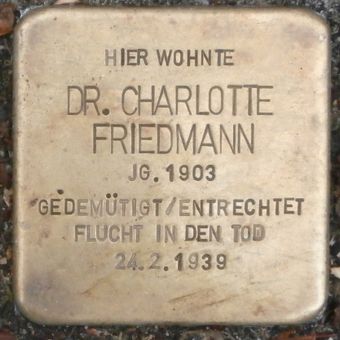 HIER WOHNTE
DR. CHARLOTTE
FRIEDMANN
JG. 1903
GEDEMÜTIGT/ENTRECHTET
FLUCHT IN DEN TOD
24.2.1939